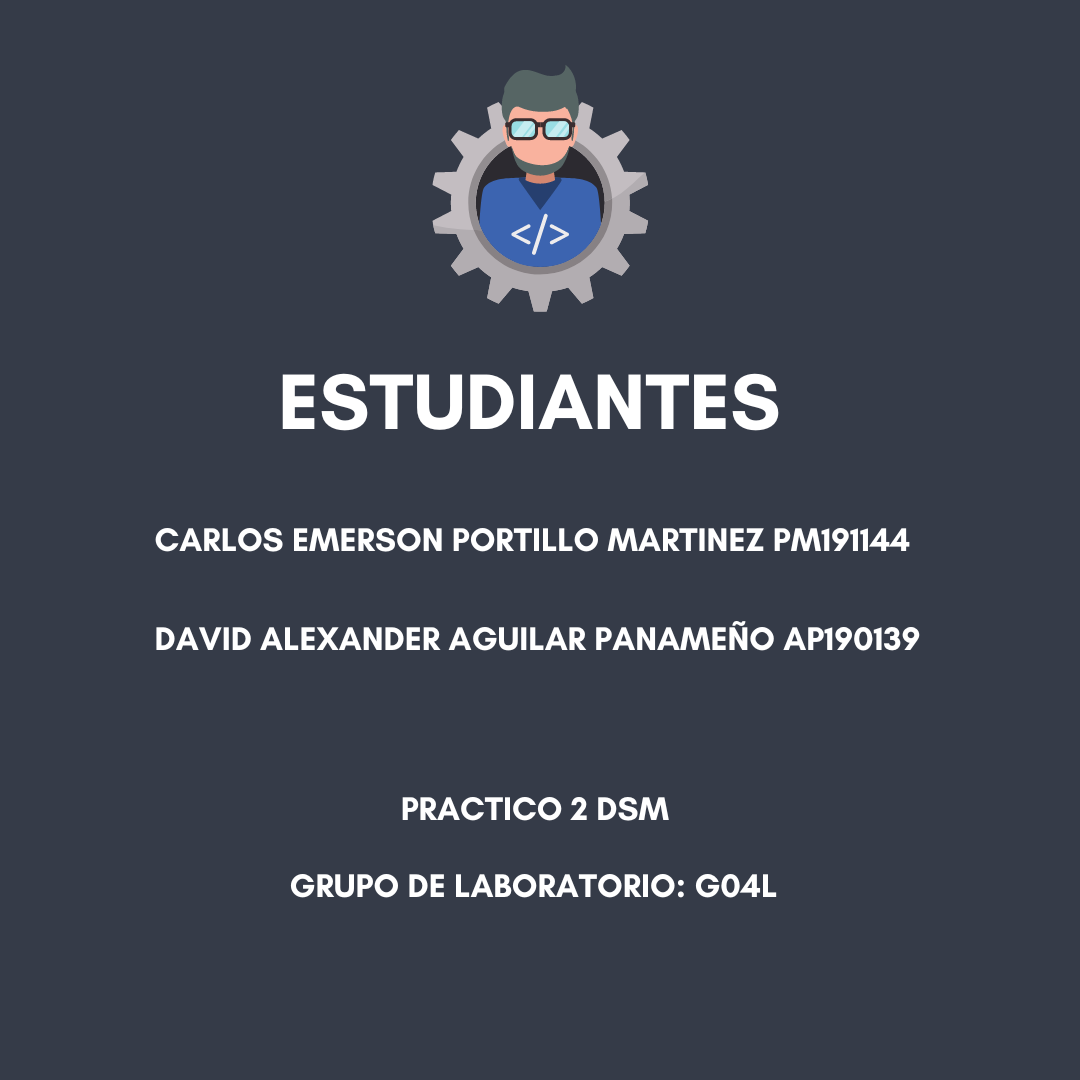 </>
ESTUDIANTES
CARLOS EMERSON PORTILLO MARTINEZ PM191144
DAVID ALEXANDER AGUILAR PANAMEÑO AP190139
PRACTICO 2 DSM
GRUPO DE LABORATORIO: G04L